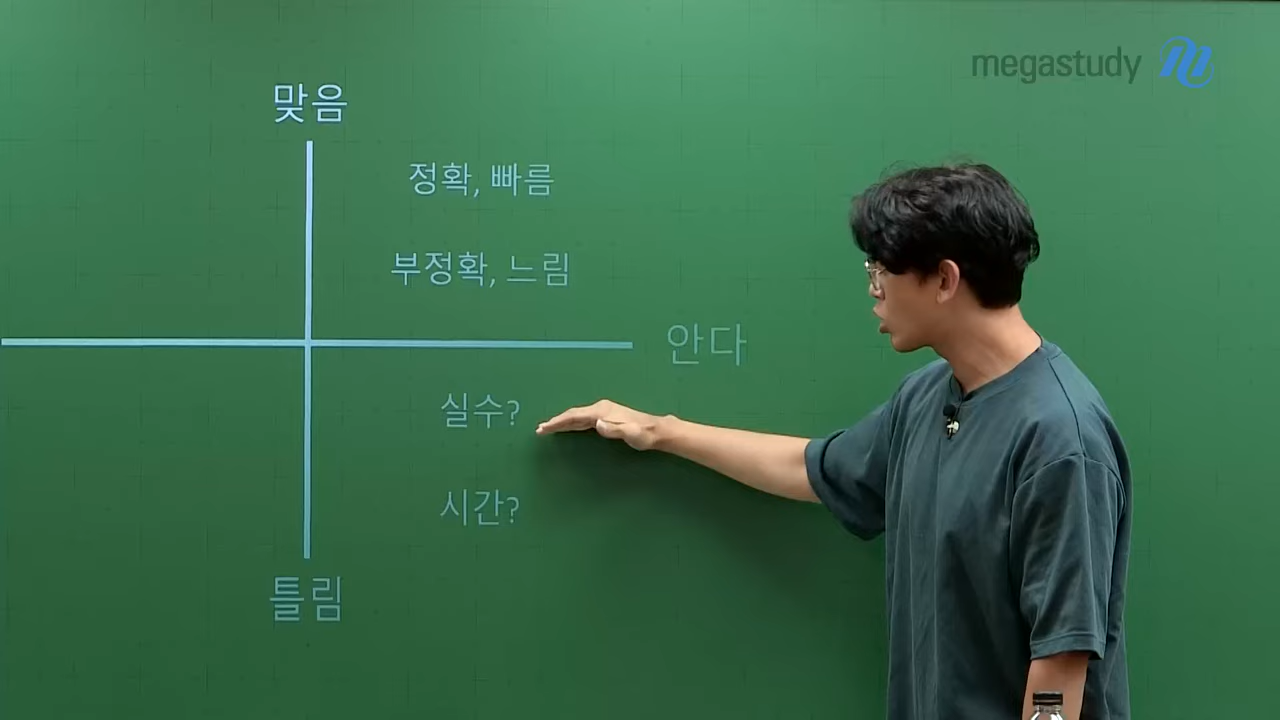 megastudy
맞음
정확, 빠름
부정확, 느림
안다
실수?
시간?
틀림